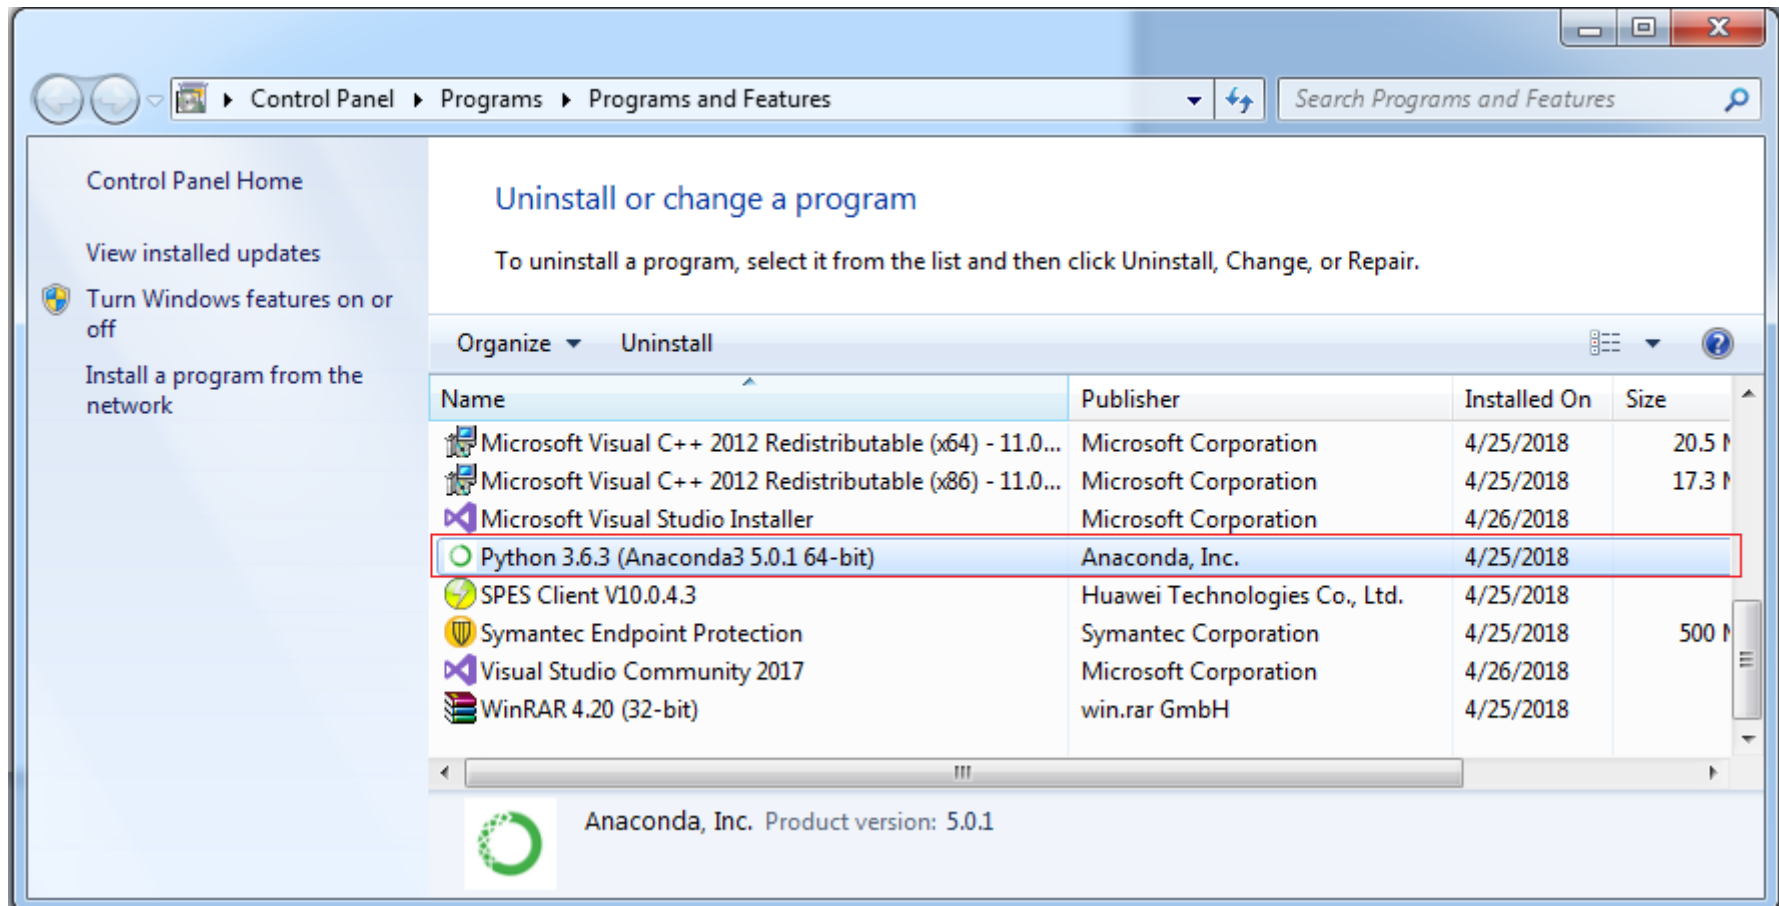 Control Panel Programs Programs and Features
Search Programs and Features
Control Panel Home
View installed updates
Turn Windows features on or
off
Install a program from the
network
Uninstall or change a program
To uninstall a program, select it from the list and then click Uninstall, Change, or Repair.
Organize Uninstall
Name Publisher Installed On Size
Microsoft Visual C++ 2012 Redistributable (x64) - 11.0... Microsoft Corporation 4/25/2018 20.5
Microsoft Visual C++ 2012 Redistributable (x86) - 11.0... Microsoft Corporation 4/25/2018 17.3
Microsoft Visual Studio Installer Microsoft Corporation 4/26/2018
Python 3.6.3 (Anaconda3 5.0.1 64-bit) Anaconda, Inc. 4/25/2018
SPES Client V10.0.4.3 Huawei Technologies Co., Ltd. 4/25/2018
Symantec Endpoint Protection Symantec Corporation 4/25/2018 500
Visual Studio Community 2017 Microsoft Corporation 4/26/2018
WinRAR 4.20 (32-bit) win.rar GmbH 4/25/2018
Anaconda, Inc. Product version: 5.0.1